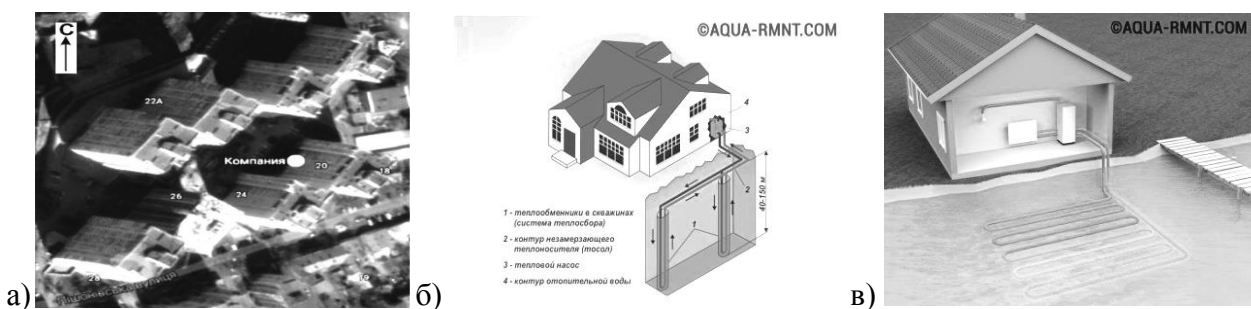 С
22А
Компания
20
18
26
24
28
19
а)
©AQUA-RMNT.COM
4
3
2
40-150 м
1
1 - теплообменники в скважинах
(система теплосбора)
2 - контур незамерзающего
теплоносителя (тосол)
3 - тепловой насос
4 - контур отопительной воды
б)
©AQUA-RMNT.COM
в)